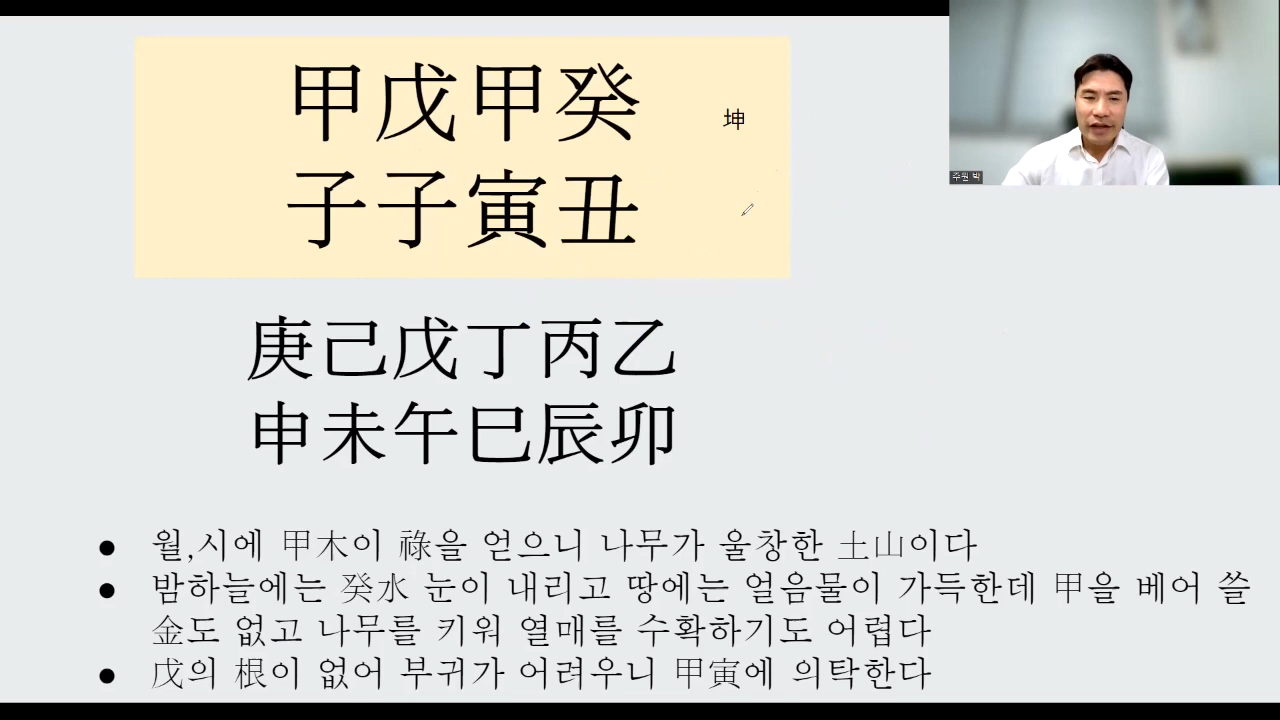 甲戊甲癸
坤
子子寅丑
주원 박
庚己戊丁丙乙
申未午巳辰卯
● 월,시에 甲木이 祿을 얻으니 나무가 울창한 土山이다
● 밤하늘에는 癸水 눈이 내리고 땅에는 얼음물이 가득한데 甲을 베어 쓸
金도 없고 나무를 키워 열매를 수확하기도 어렵다
● 戊의 根이 없어 부귀가 어려우니 甲寅에 의탁한다